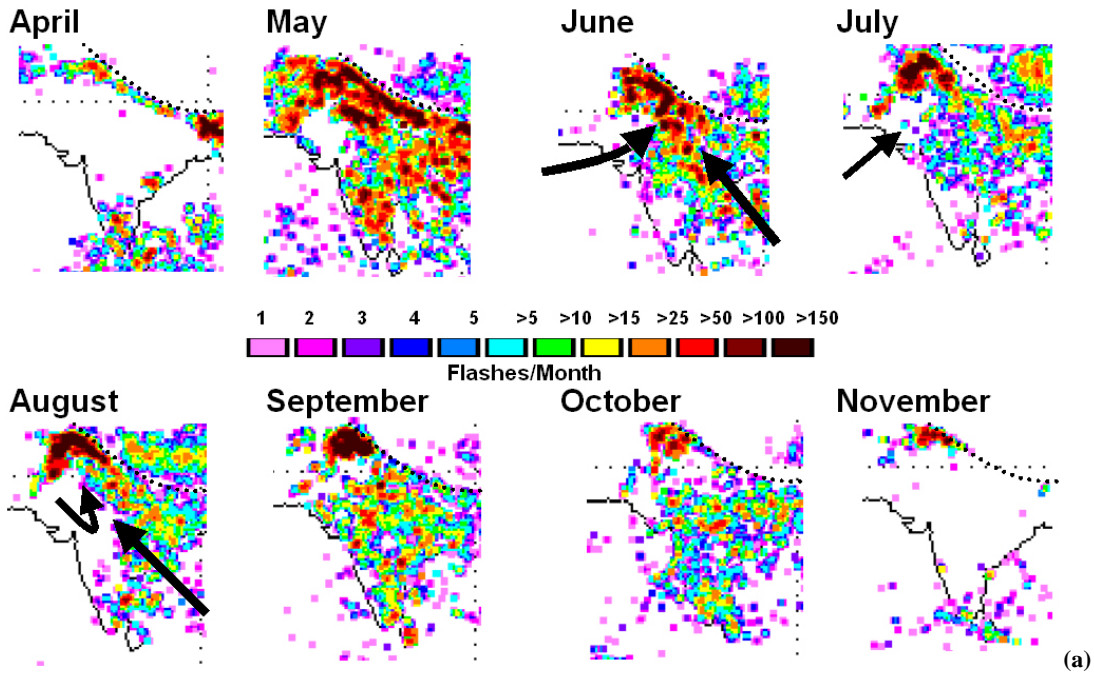 April May June July
1 2 3 4 5 >5 >10 >15 >25 >50 >100 >150
Flashes/Month
August September October November
(a)